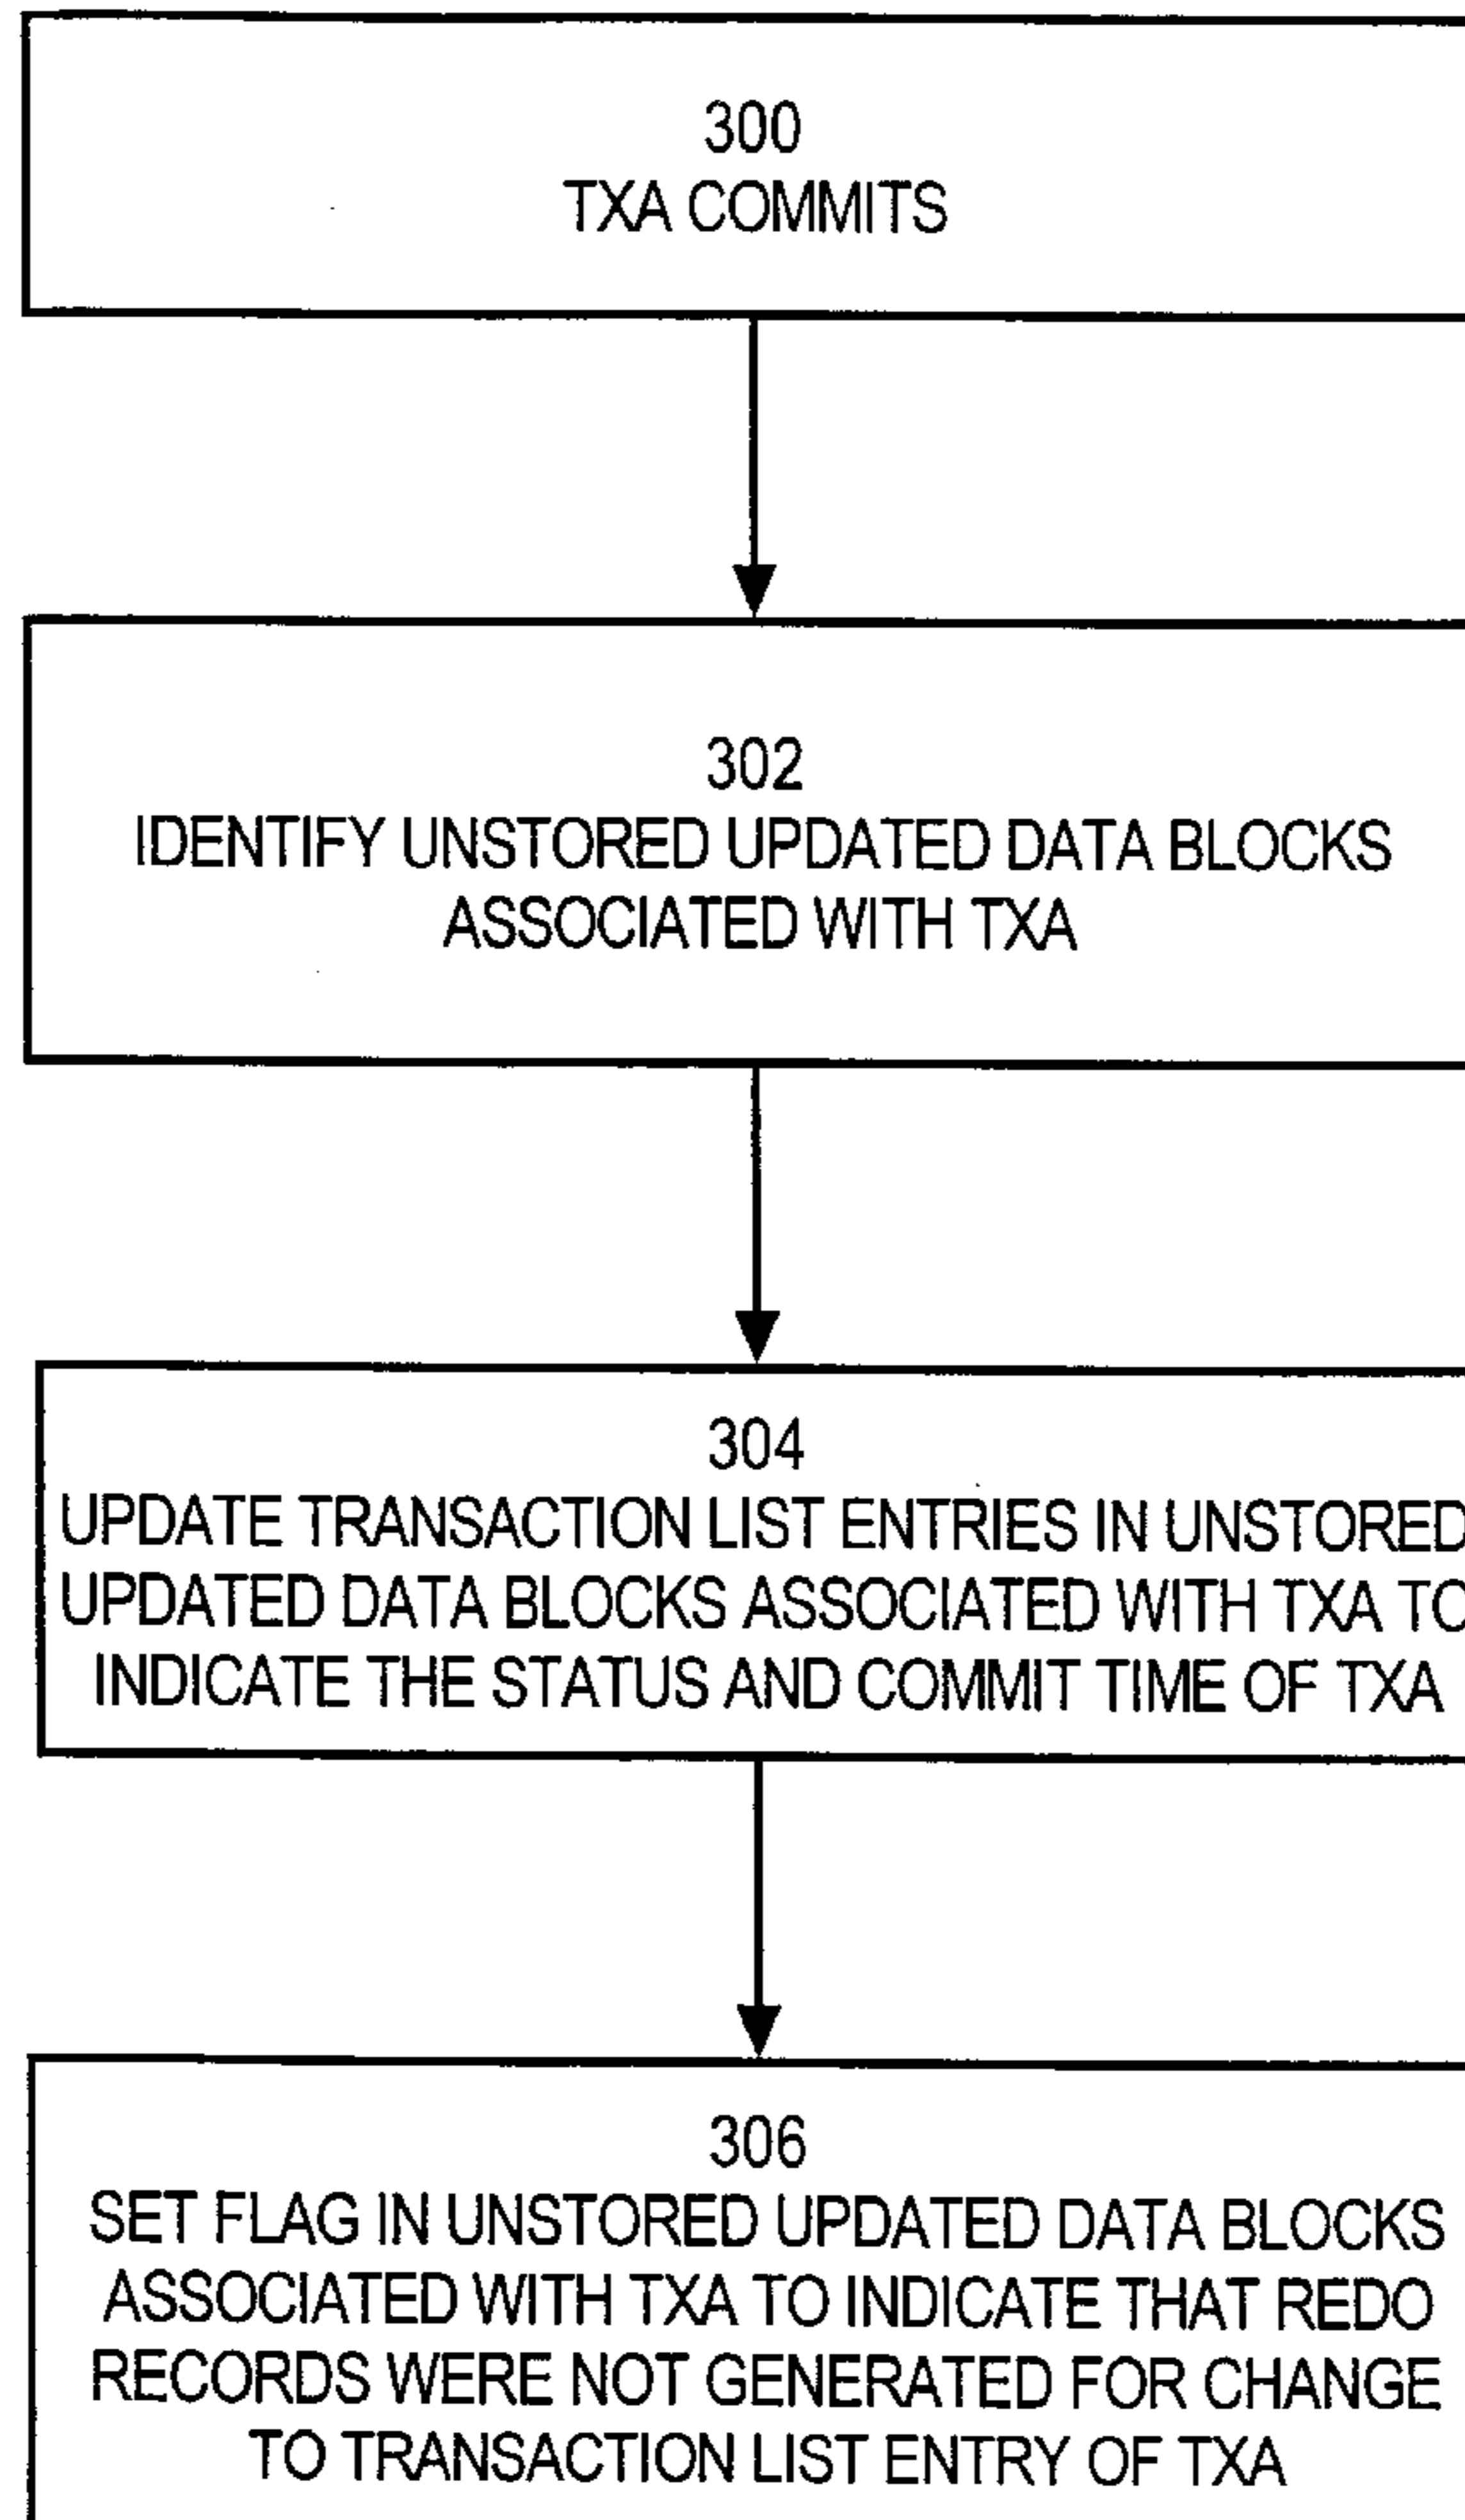 300
TXA COMMITS
302
IDENTIFY UNSTORED UPDATED DATA BLOCKS
ASSOCIATED WITH TXA
304
UPDATE TRANSACTION LIST ENTRIES IN UNSTORED
UPDATED DATA BLOCKS ASSOCIATED WITH TXA TO
INDICATE THE STATUS AND COMMIT TIME OF TXA
306
SET FLAG IN UNSTORED UPDATED DATA BLOCKS
ASSOCIATED WITH TXA TO INDICATE THAT REDO
RECORDS WERE NOT GENERATED FOR CHANGE
TO TRANSACTION LIST ENTRY OF TXA